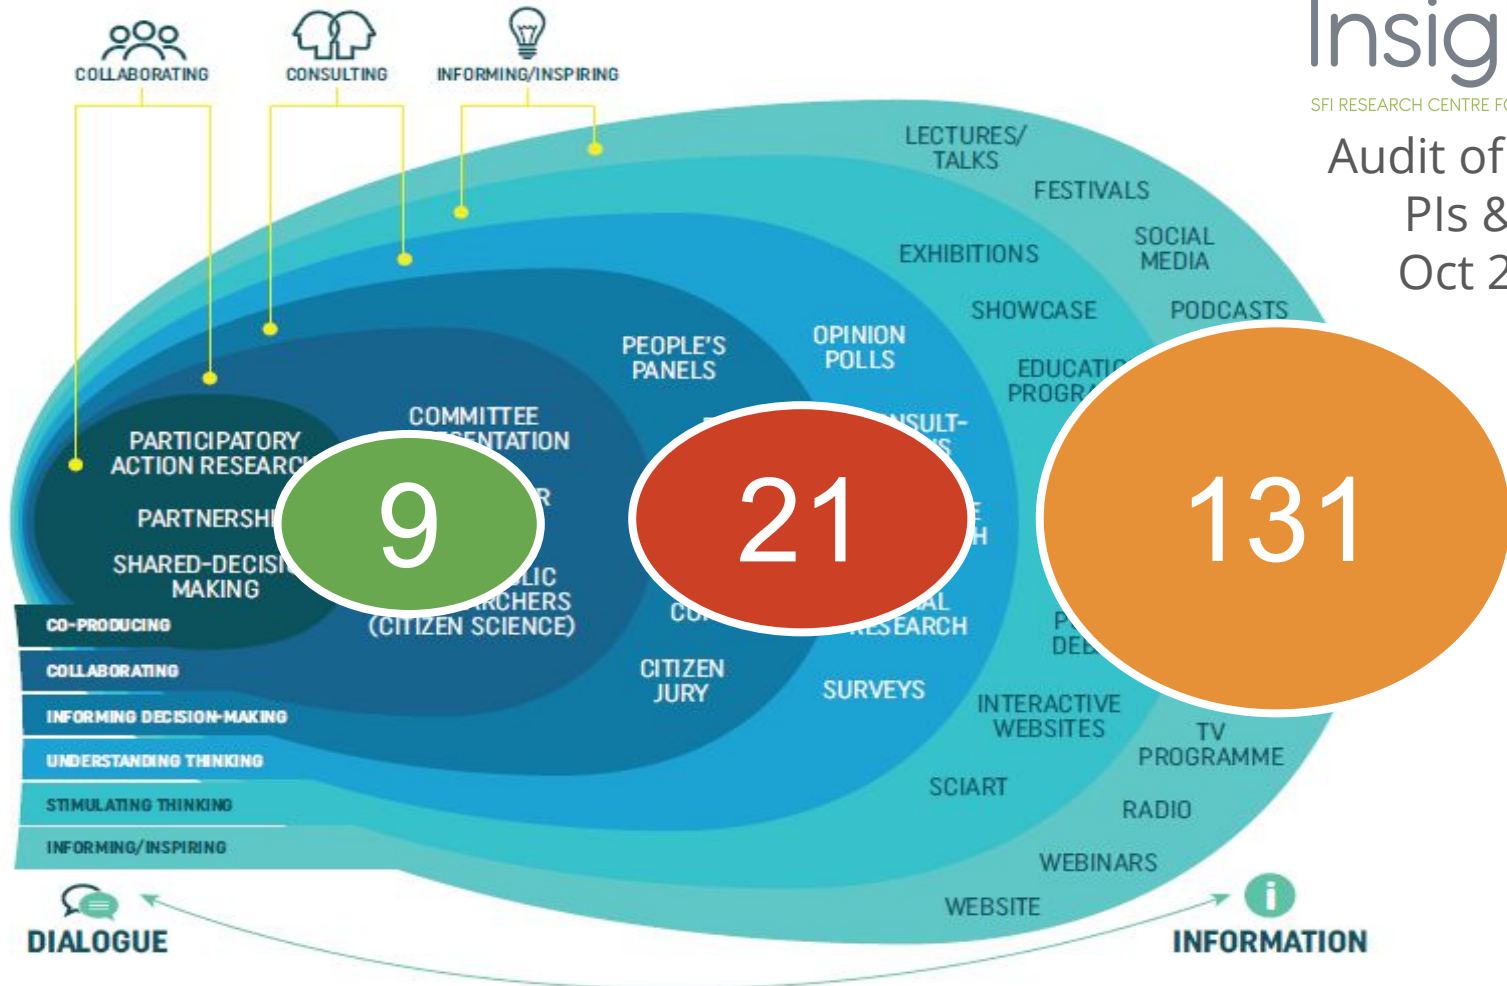 COLLABORATING
CONSULTING
INFORMING/INSPIRING
Insig
SFI RESEARCH CENTRE
Audit of
PIs &
Oct 2
LECTURES/
TALKS
FESTIVALS
SOCIAL
MEDIA
EXHIBITIONS
SHOWCASE
PODCASTS
PEOPLE'S
PANELS
OPINION
POLLS
COMMITTEE
PARTICIPATORY
ACTION RESEARCH
PARTNERSHI
SHARED-DECISI
MAKING
9
21
131
(CITIZEN SCIENCE)
RESEARCH
CITIZEN
JURY
SURVEYS
INTERACTIVE
WEBSITES
TV
PROGRAMME
SCIART
RADIO
WEBINARS
WEBSITE
CO-PRODUCING
COLLABORATING
INFORMING DECISION-MAKING
UNDERSTANDING THINKING
STIMULATING THINKING
INFORMING/INSPIRING
DIALOGUE
i
INFORMATION